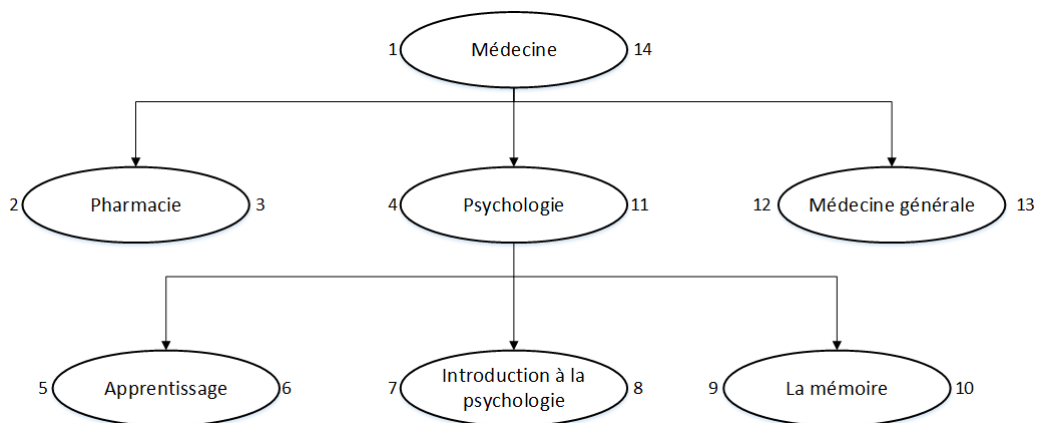 1 Médecine 14
2 Pharmacie 3 4 Psychologie 11 12 Médecine générale 13
5 Apprentissage 6 7 Introduction à la psychologie 8 9 La mémoire 10